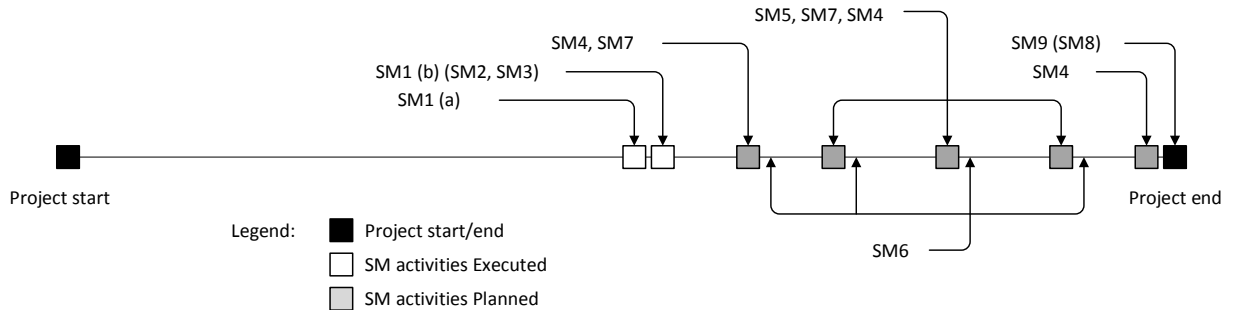 SM5, SM7, SM4
SM4, SM7
SM9 (SM8)
SM1 (b) (SM2, SM3)
SM4
SM1 (a)
Project start
Project end
Legend:
Project start/end
SM6
SM activities Executed
SM activities Planned